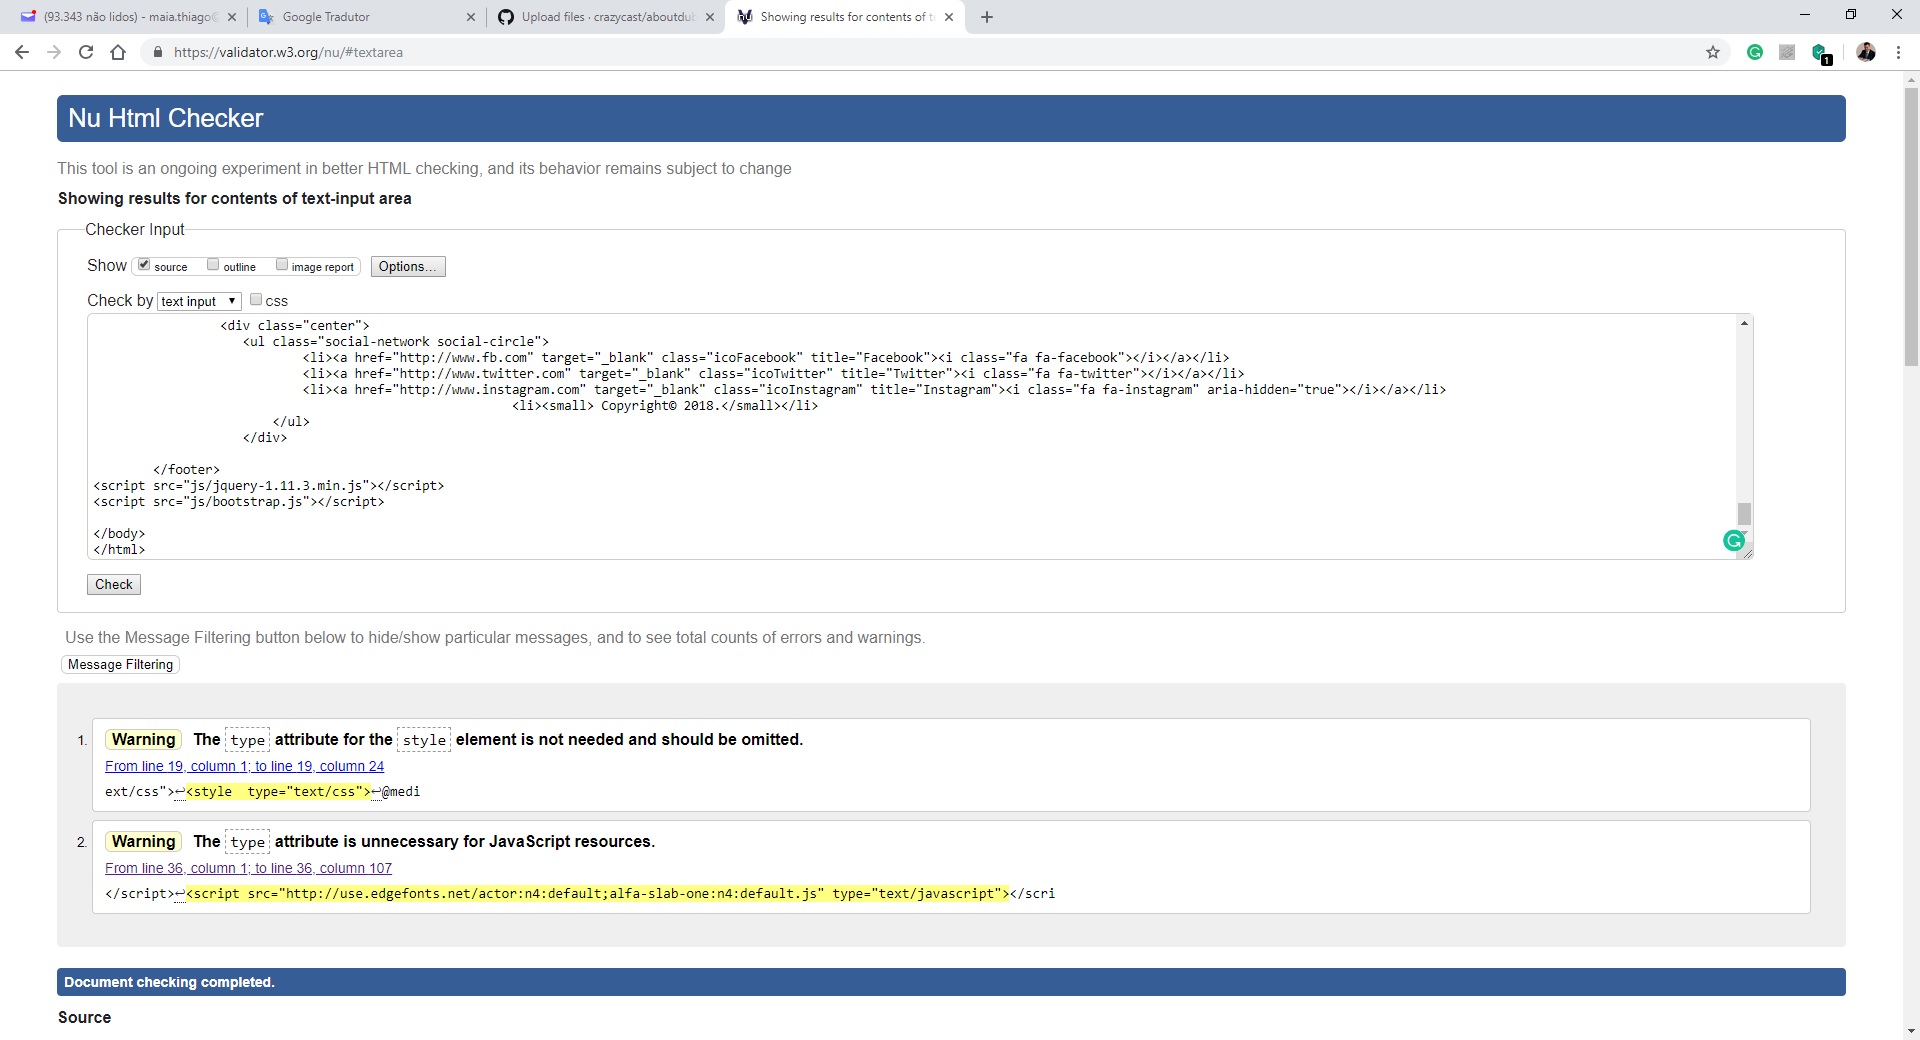 (93.343 não lidos) - maia.thiago
Google Tradutor
Upload files · crazycast/aboutdub
Showing results for contents of t
https://validator.w3.org/nu/#textarea
1
Nu Html Checker
This tool is an ongoing experiment in better HTML checking, and its behavior remains subject to change
Showing results for contents of text-input area
Checker Input
Show source outline image report Options...
Check by text input css
<div class="center">
<ul class="social-network social-circle">
<li><a href="http://www.fb.com" target="_blank" class="icoFacebook" title="Facebook"><i class="fa fa-facebook"></i></a></li>
<li><a href="http://www.twitter.com" target="_blank" class="icoTwitter" title="Twitter"><i class="fa fa-twitter"></i></a></li>
<li><a href="http://www.instagram.com" target="_blank" class="icoInstagram" title="Instagram"><i class="fa fa-instagram" aria-hidden="true"></i></a></li>
<li><small> Copyright© 2018.</small></li>
</ul>
</div>
</footer>
<script src="js/jquery-1.11.3.min.js"></script>
<script src="js/bootstrap.js"></script>
</body>
</html>
Check
Use the Message Filtering button below to hide/show particular messages, and to see total counts of errors and warnings.
Message Filtering
1. Warning The type attribute for the style element is not needed and should be omitted.
From line 19, column 1; to line 19, column 24
ext/css">↩<style  type="text/css">↩@medi
2. Warning The type attribute is unnecessary for JavaScript resources.
From line 36, column 1; to line 36, column 107
</script>↩<script src="http://use.edgefonts.net/actor:n4:default;alfa-slab-one:n4:default.js" type="text/javascript"></scri
Document checking completed.
Source